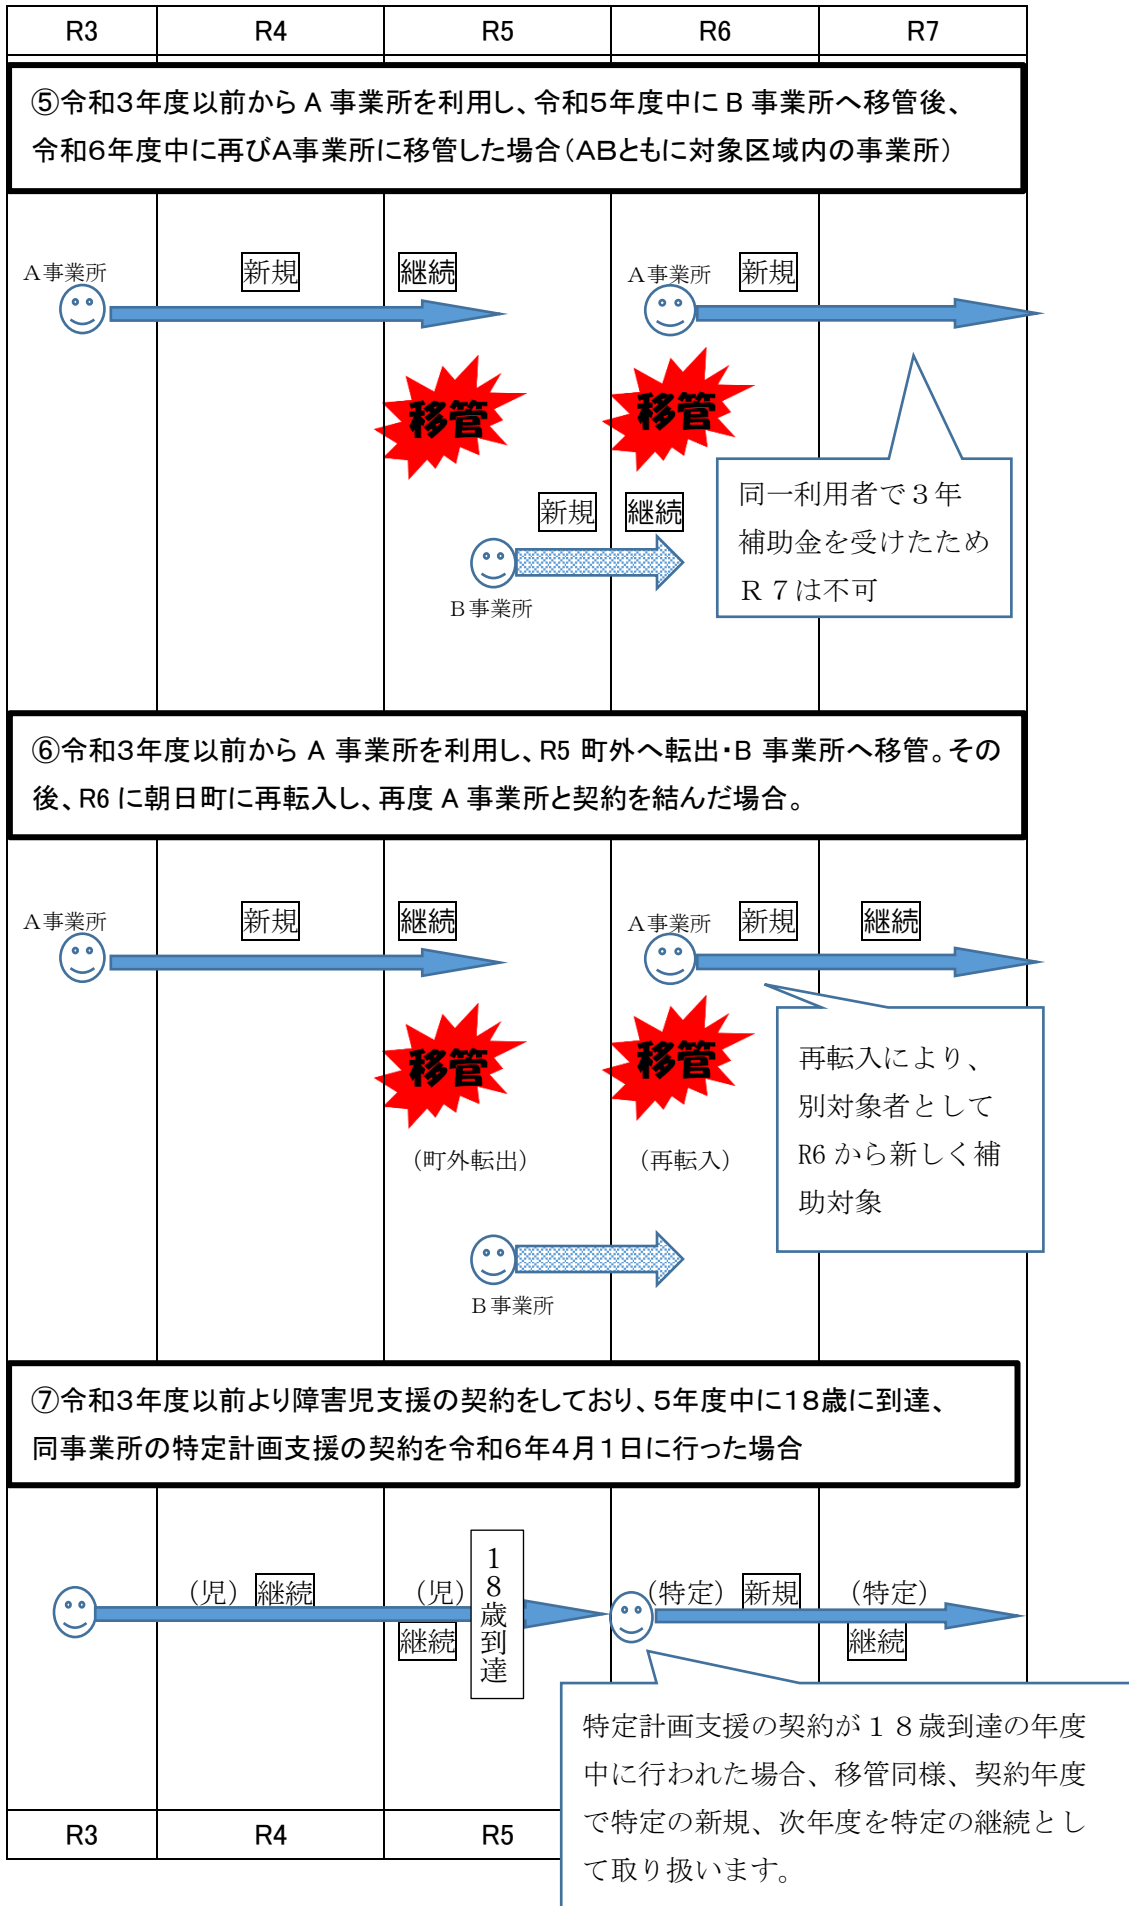 R3 R4 R5 R6 R7
⑤令和3年度以前から A 事業所を利用し、令和5年度中に B 事業所へ移管後、
令和6年度中に再びA事業所に移管した場合(ABともに対象区域内の事業所)
A事業所 新規 継続 A事業所 新規
移管 移管
同一利用者で3年
補助金を受けたため
R7は不可
新規 継続
B事業所
⑥令和3年度以前から A 事業所を利用し、R5 町外へ転出・B 事業所へ移管。その
後、R6 に朝日町に再転入し、再度 A 事業所と契約を結んだ場合。
A事業所 新規 継続 A事業所 新規 継続
移管 移管
(町外転出) (再転入)
再転入により、
別対象者として
R6 から新しく補
助対象
B事業所
⑦令和3年度以前より障害児支援の契約をしており、5年度中に18歳に到達、
同事業所の特定計画支援の契約を令和6年4月1日に行った場合
(児) 継続 (児) 継続
18歳到達
(特定) 新規 (特定) 継続
特定計画支援の契約が18歳到達の年度
中に行われた場合、移管同様、契約年度
で特定の新規、次年度を特定の継続とし
て取り扱います。
R3 R4 R5